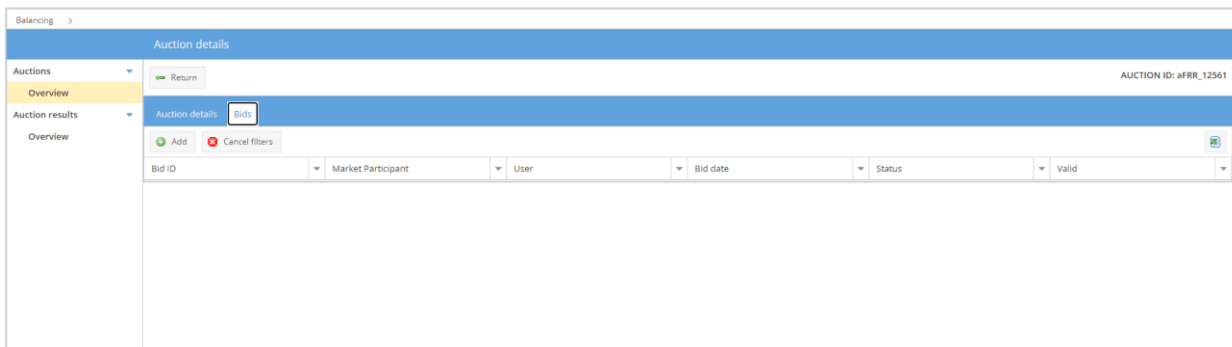 Balancing >
Auction details
Auctions
Return
AUCTION ID: aFRR_12561
Overview
Auction results
Auction details Bids
Overview
Add Cancel filters
Bid ID Market Participant User Bid date Status Valid